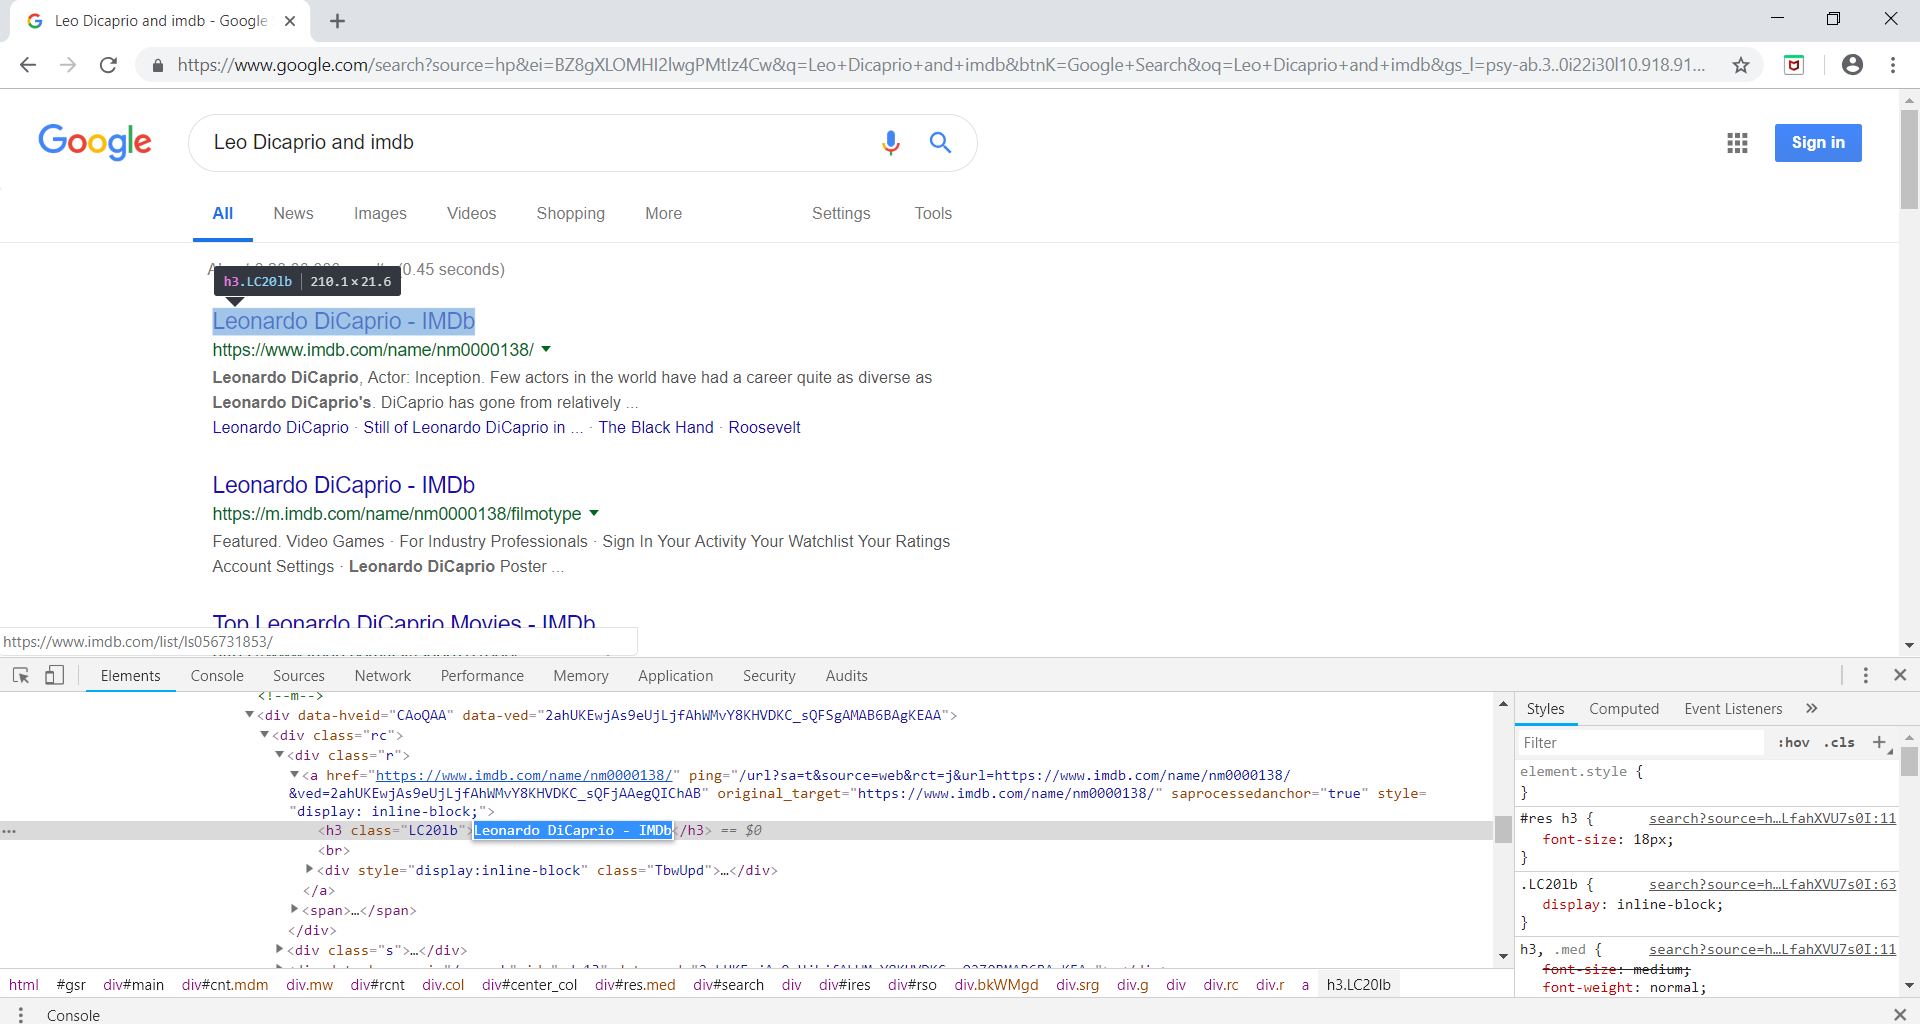 Leo Dicaprio and imdb - Google
https://www.google.com/search?source=hp&ei=BZ8gXLOMHI2lwgPMtIz4Cw&q=Leo+Dicaprio+and+imdb&btnK=Google+Search&oq=Leo+Dicaprio+and+imdb&gs_l=psy-ab.3..0i22i30l10.918.91...
Google
Leo Dicaprio and imdb
Sign in
All News Images Videos Shopping More Settings Tools
(0.45 seconds)
h3.LC20lb 210.1 × 21.6
Leonardo DiCaprio - IMDb
https://www.imdb.com/name/nm0000138/
Leonardo DiCaprio, Actor: Inception. Few actors in the world have had a career quite as diverse as
Leonardo DiCaprio's. DiCaprio has gone from relatively ...
Leonardo DiCaprio · Still of Leonardo DiCaprio in ... · The Black Hand · Roosevelt
Leonardo DiCaprio - IMDb
https://m.imdb.com/name/nm0000138/filmotype
Featured. Video Games · For Industry Professionals · Sign In Your Activity Your Watchlist Your Ratings
Account Settings · Leonardo DiCaprio Poster ...
Top Leonardo DiCaprio Movies - IMDb
https://www.imdb.com/list/ls056731853/
Elements Console Sources Network Performance Memory Application Security Audits
<!--m-->
<div data-hveid="CAoQAA" data-ved="2ahUKEwjAs9eUjLjfAhWMvY8KHVDKC_sQFSgAMAB6BAgKEAA">
<div class="rc">
<div class="r">
<a href="https://www.imdb.com/name/nm0000138/" ping="/url?sa=t&source=web&rct=j&url=https://www.imdb.com/name/nm0000138/
&ved=2ahUKEwjAs9eUjLjfAhWMvY8KHVDKC_sQFjAAegQIChAB" original_target="https://www.imdb.com/name/nm0000138/" saprocessedanchor="true" style=
"display: inline-block;">
<h3 class="LC20lb">Leonardo DiCaprio - IMDb</h3> == $0
<br>
<div style="display:inline-block" class="TbwUpd">…</div>
</a>
<span>…</span>
</div>
<div class="s">…</div>
html #gsr div#main div#cnt.mdm div.mw div#rcnt div.col div#center_col div#res.med div#search div div#ires div#rso div.bkWMgd div.srg div.g div div.rc div.r a h3.LC20lb
Styles Computed Event Listeners »
Filter :hov .cls +
element.style {
}
#res h3 { search?source=h…LfahXVU7s0I:11
font-size: 18px;
}
.LC20lb { search?source=h…LfahXVU7s0I:63
display: inline-block;
}
h3, .med { search?source=h…LfahXVU7s0I:11
font-size: medium;
font-weight: normal;
Console